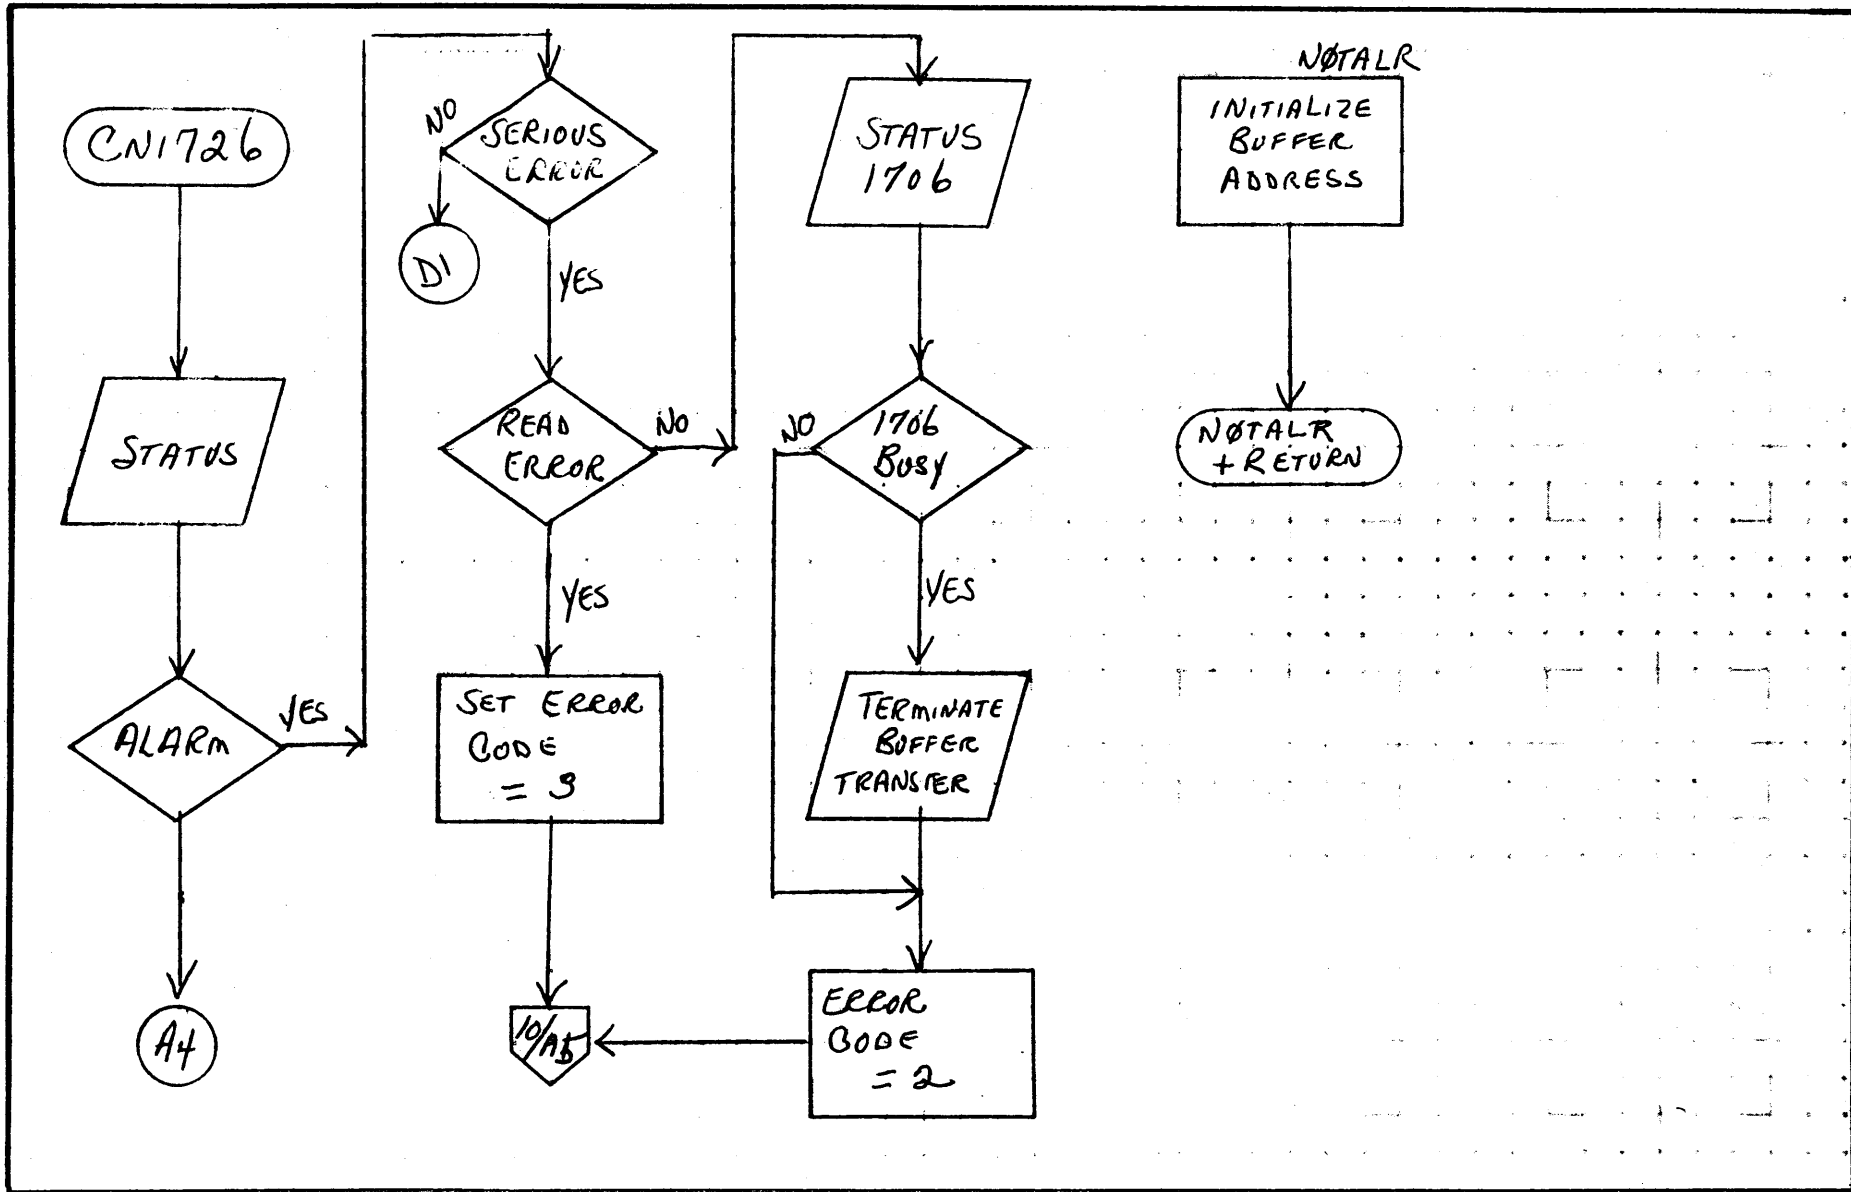 CN1726
STATUS
ALARM
YES
A4
NO
SERIOUS
ERROR
D1
YES
READ
ERROR
NO
YES
SET ERROR
CODE
= 3
10/A5
STATUS
1706
NO
1706
BUSY
YES
TERMINATE
BUFFER
TRANSFER
ERROR
CODE
= 2
NØTALR
INITIALIZE
BUFFER
ADDRESS
NØTALR
+ RETURN